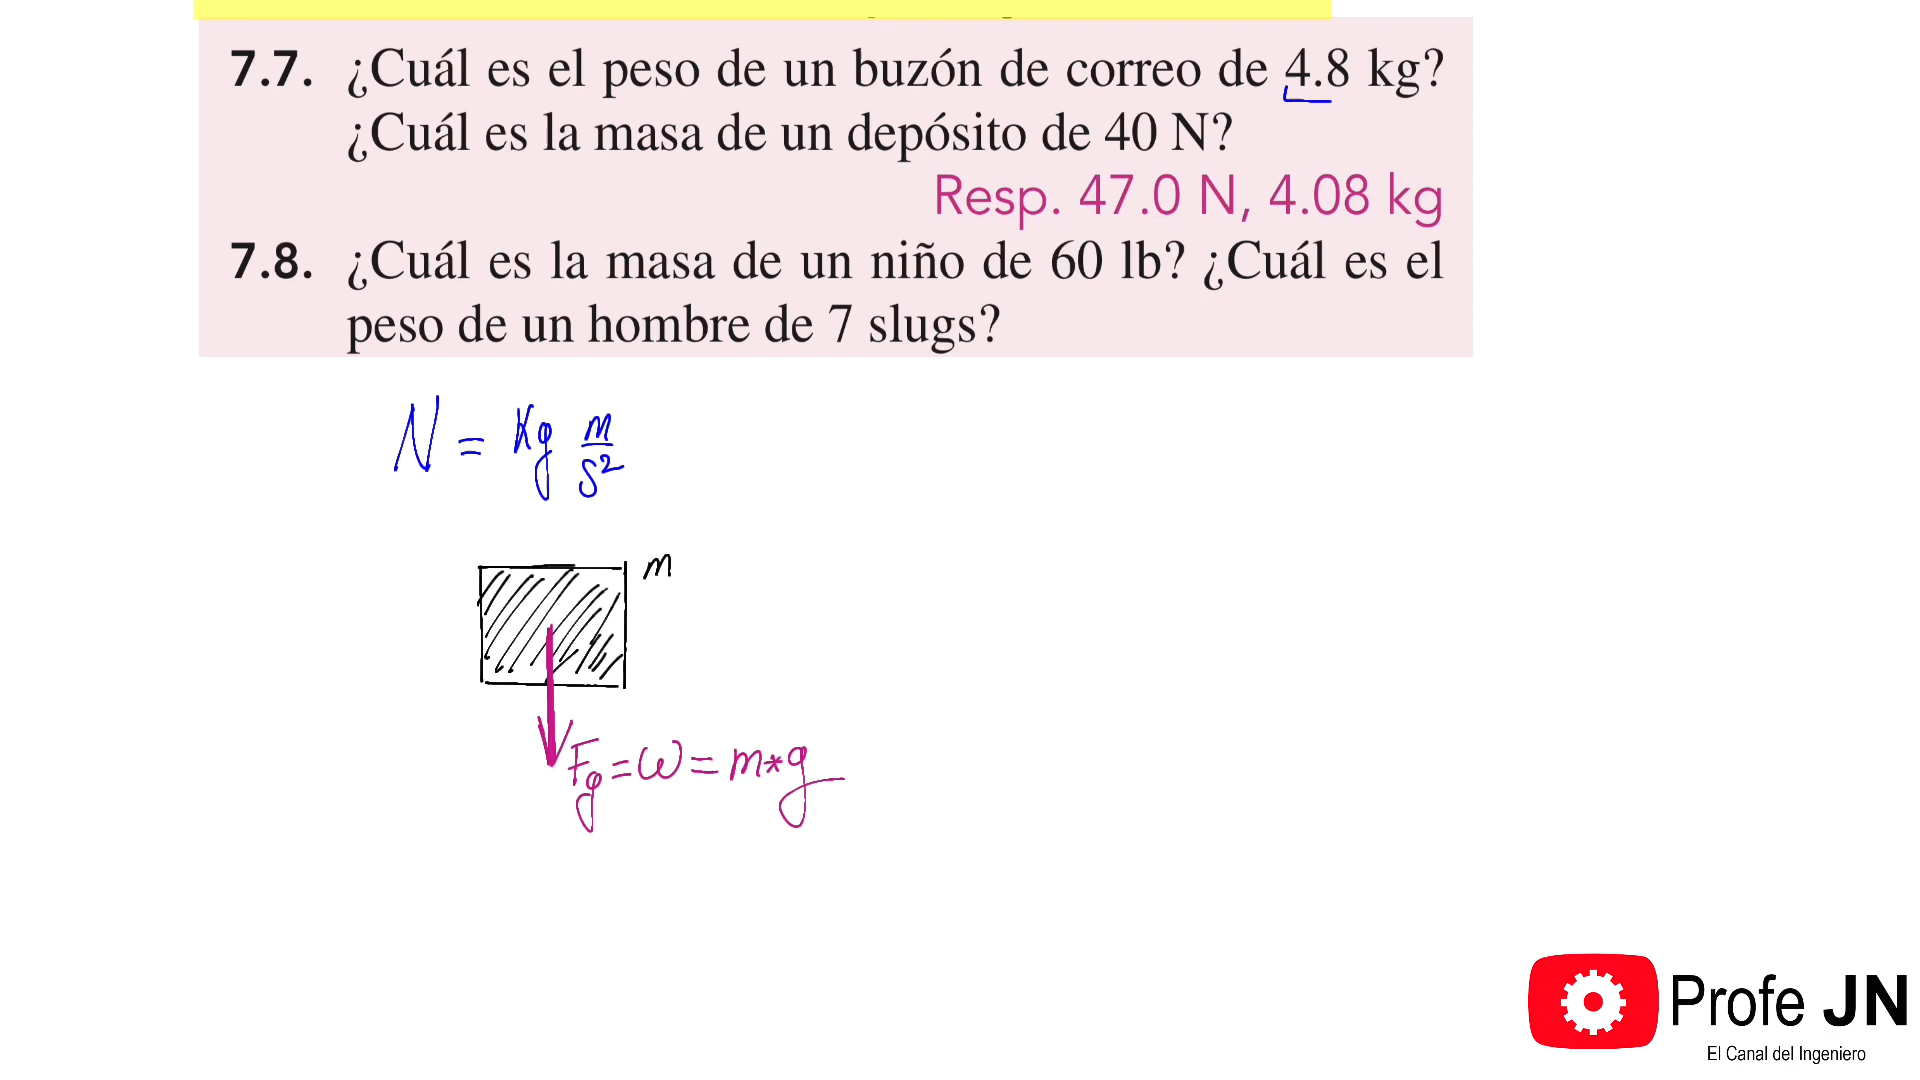 7.7. ¿Cuál es el peso de un buzón de correo de 4.8 kg?
¿Cuál es la masa de un depósito de 40 N?
Resp. 47.0 N, 4.08 kg
7.8. ¿Cuál es la masa de un niño de 60 lb? ¿Cuál es el
peso de un hombre de 7 slugs?
N = Kg m/s²
m
Fg = ω = m*g
Profe JN
El Canal del Ingeniero